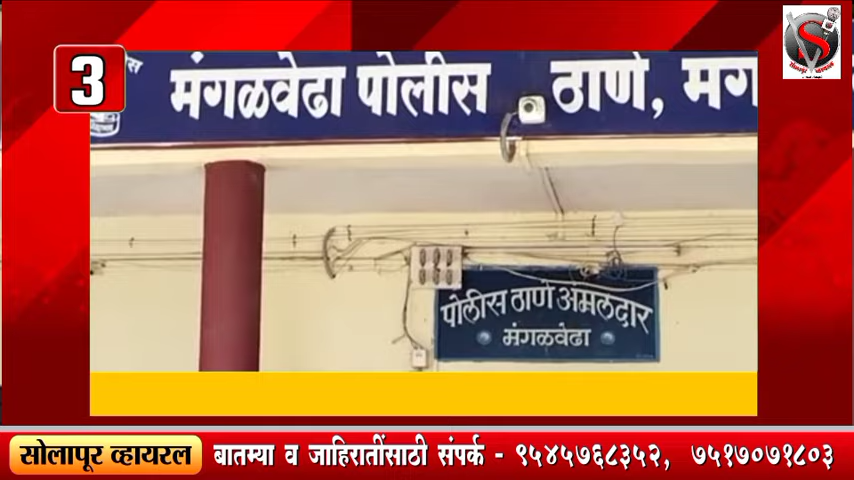 3
मंगळवेढा पोलीस ठाणे, मग
पोलीस ठाणे अंमलदार
मंगळवेढा
सोलापूर व्हायरल
बातम्या व जाहिरातींसाठी संपर्क - ९५४५७६८३५२, ७५१७०७१८०३